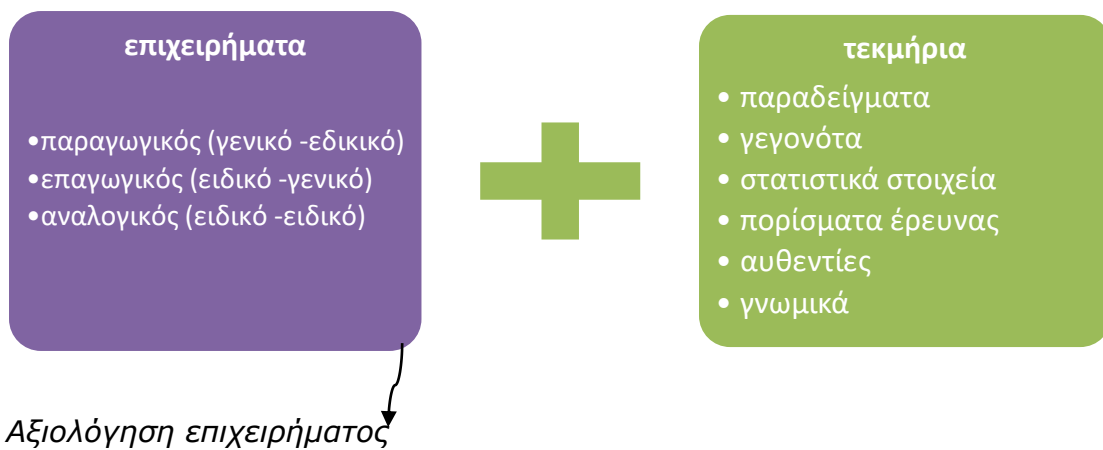 επιχειρήματα
•παραγωγικός (γενικό -εδικικό)
•επαγωγικός (ειδικό -γενικό)
•αναλογικός (ειδικό -ειδικό)
τεκμήρια
• παραδείγματα
• γεγονότα
• στατιστικά στοιχεία
• πορίσματα έρευνας
• αυθεντίες
• γνωμικά
Αξιολόγηση επιχειρήματος